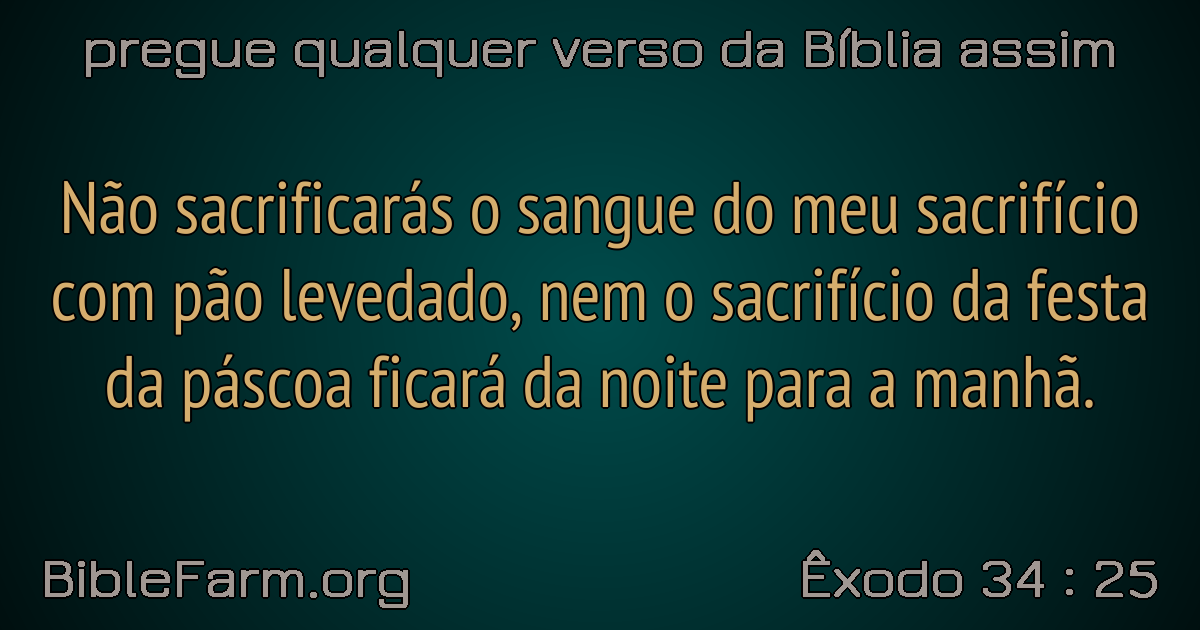 pregue qualquer verso da Bíblia assim
Não sacrificarás o sangue do meu sacrifício
com pão levedado, nem o sacrifício da festa
da páscoa ficará da noite para a manhã.
BibleFarm.org
Êxodo 34 : 25